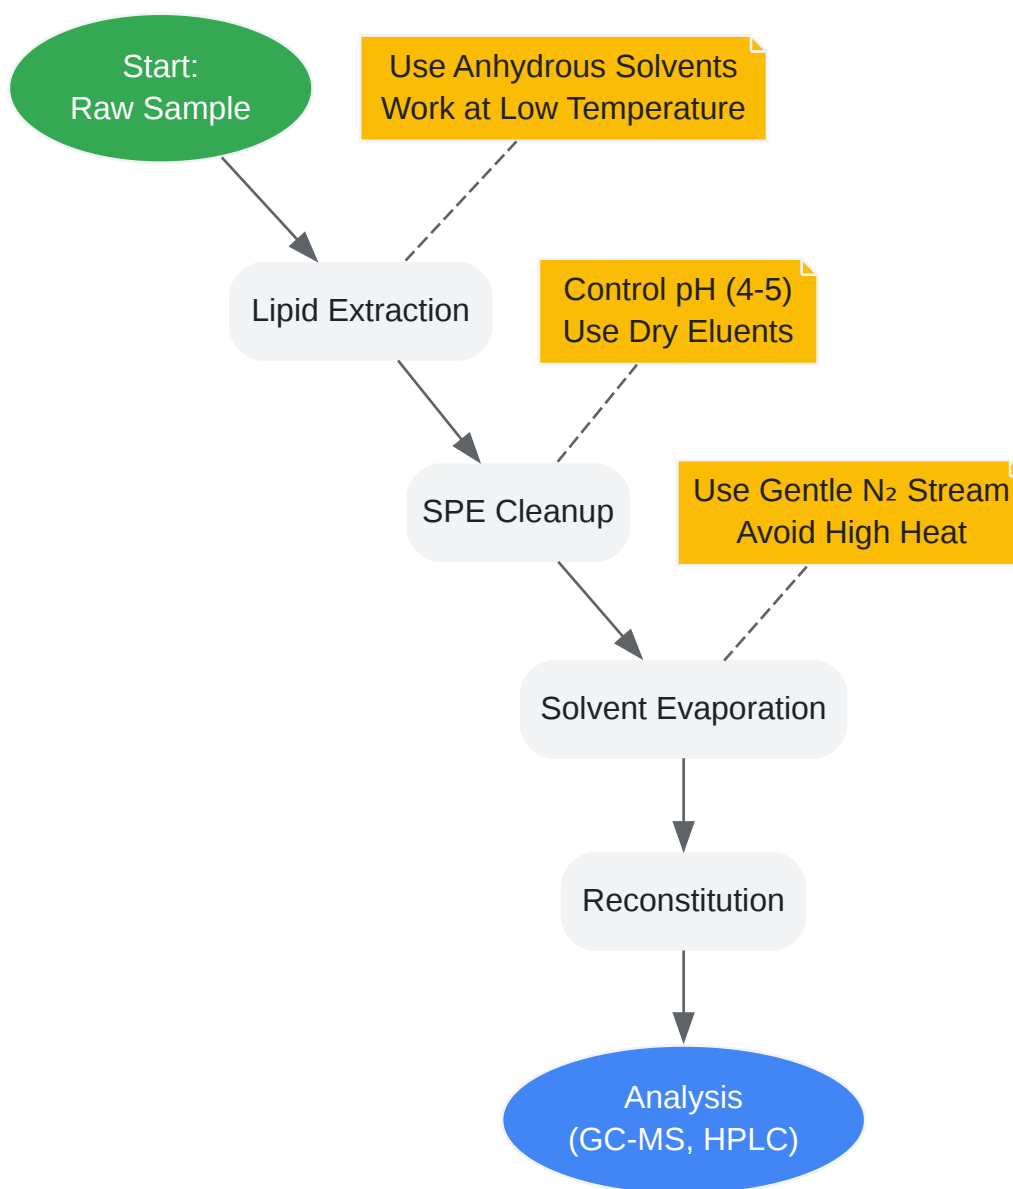 Start:
Raw Sample
Use Anhydrous Solvents
Work at Low Temperature
Lipid Extraction
Control pH (4-5)
Use Dry Eluents
SPE Cleanup
Use Gentle N₂ Stream
Avoid High Heat
Solvent Evaporation
Reconstitution
Analysis
(GC-MS, HPLC)